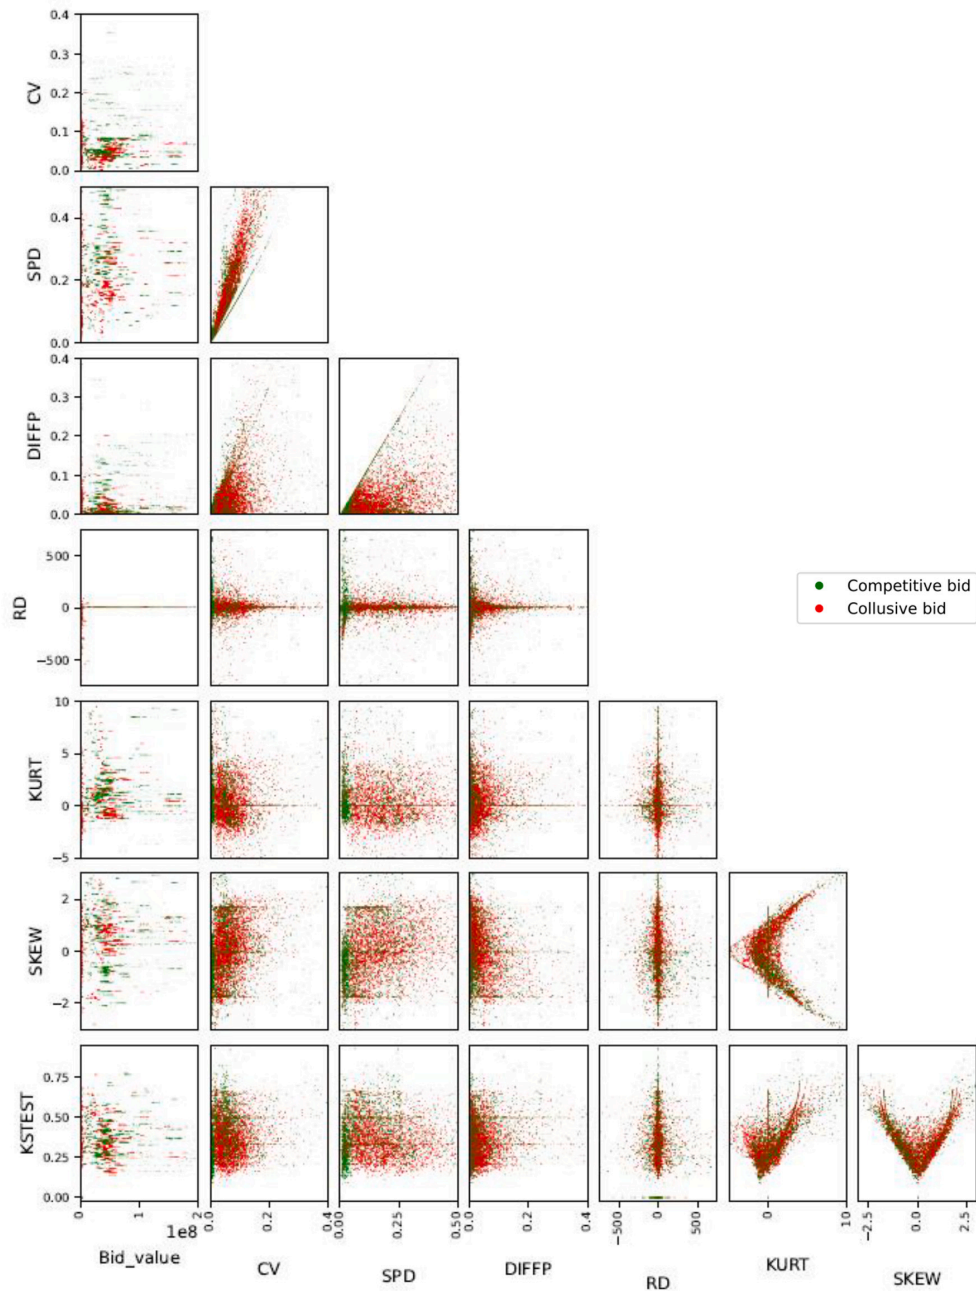 0.4
0.3
CV
0.2
0.1
0.0
0.4
SPD
0.2
0.0
0.4
0.3
DIFFP
0.2
0.1
0.0
500
RD
0
−500
Competitive bid
Collusive bid
10
5
KURT
0
−5
2
SKEW
0
−2
0.75
KSTEST
0.50
0.25
0.00
0 1 2 0.0 0.2 0.4 0.0 0.5 0.0 0.2 0.4 −500 0 500 0 10 −2.5 0.0 2.5
1e8
Bid_value CV SPD DIFFP RD KURT SKEW